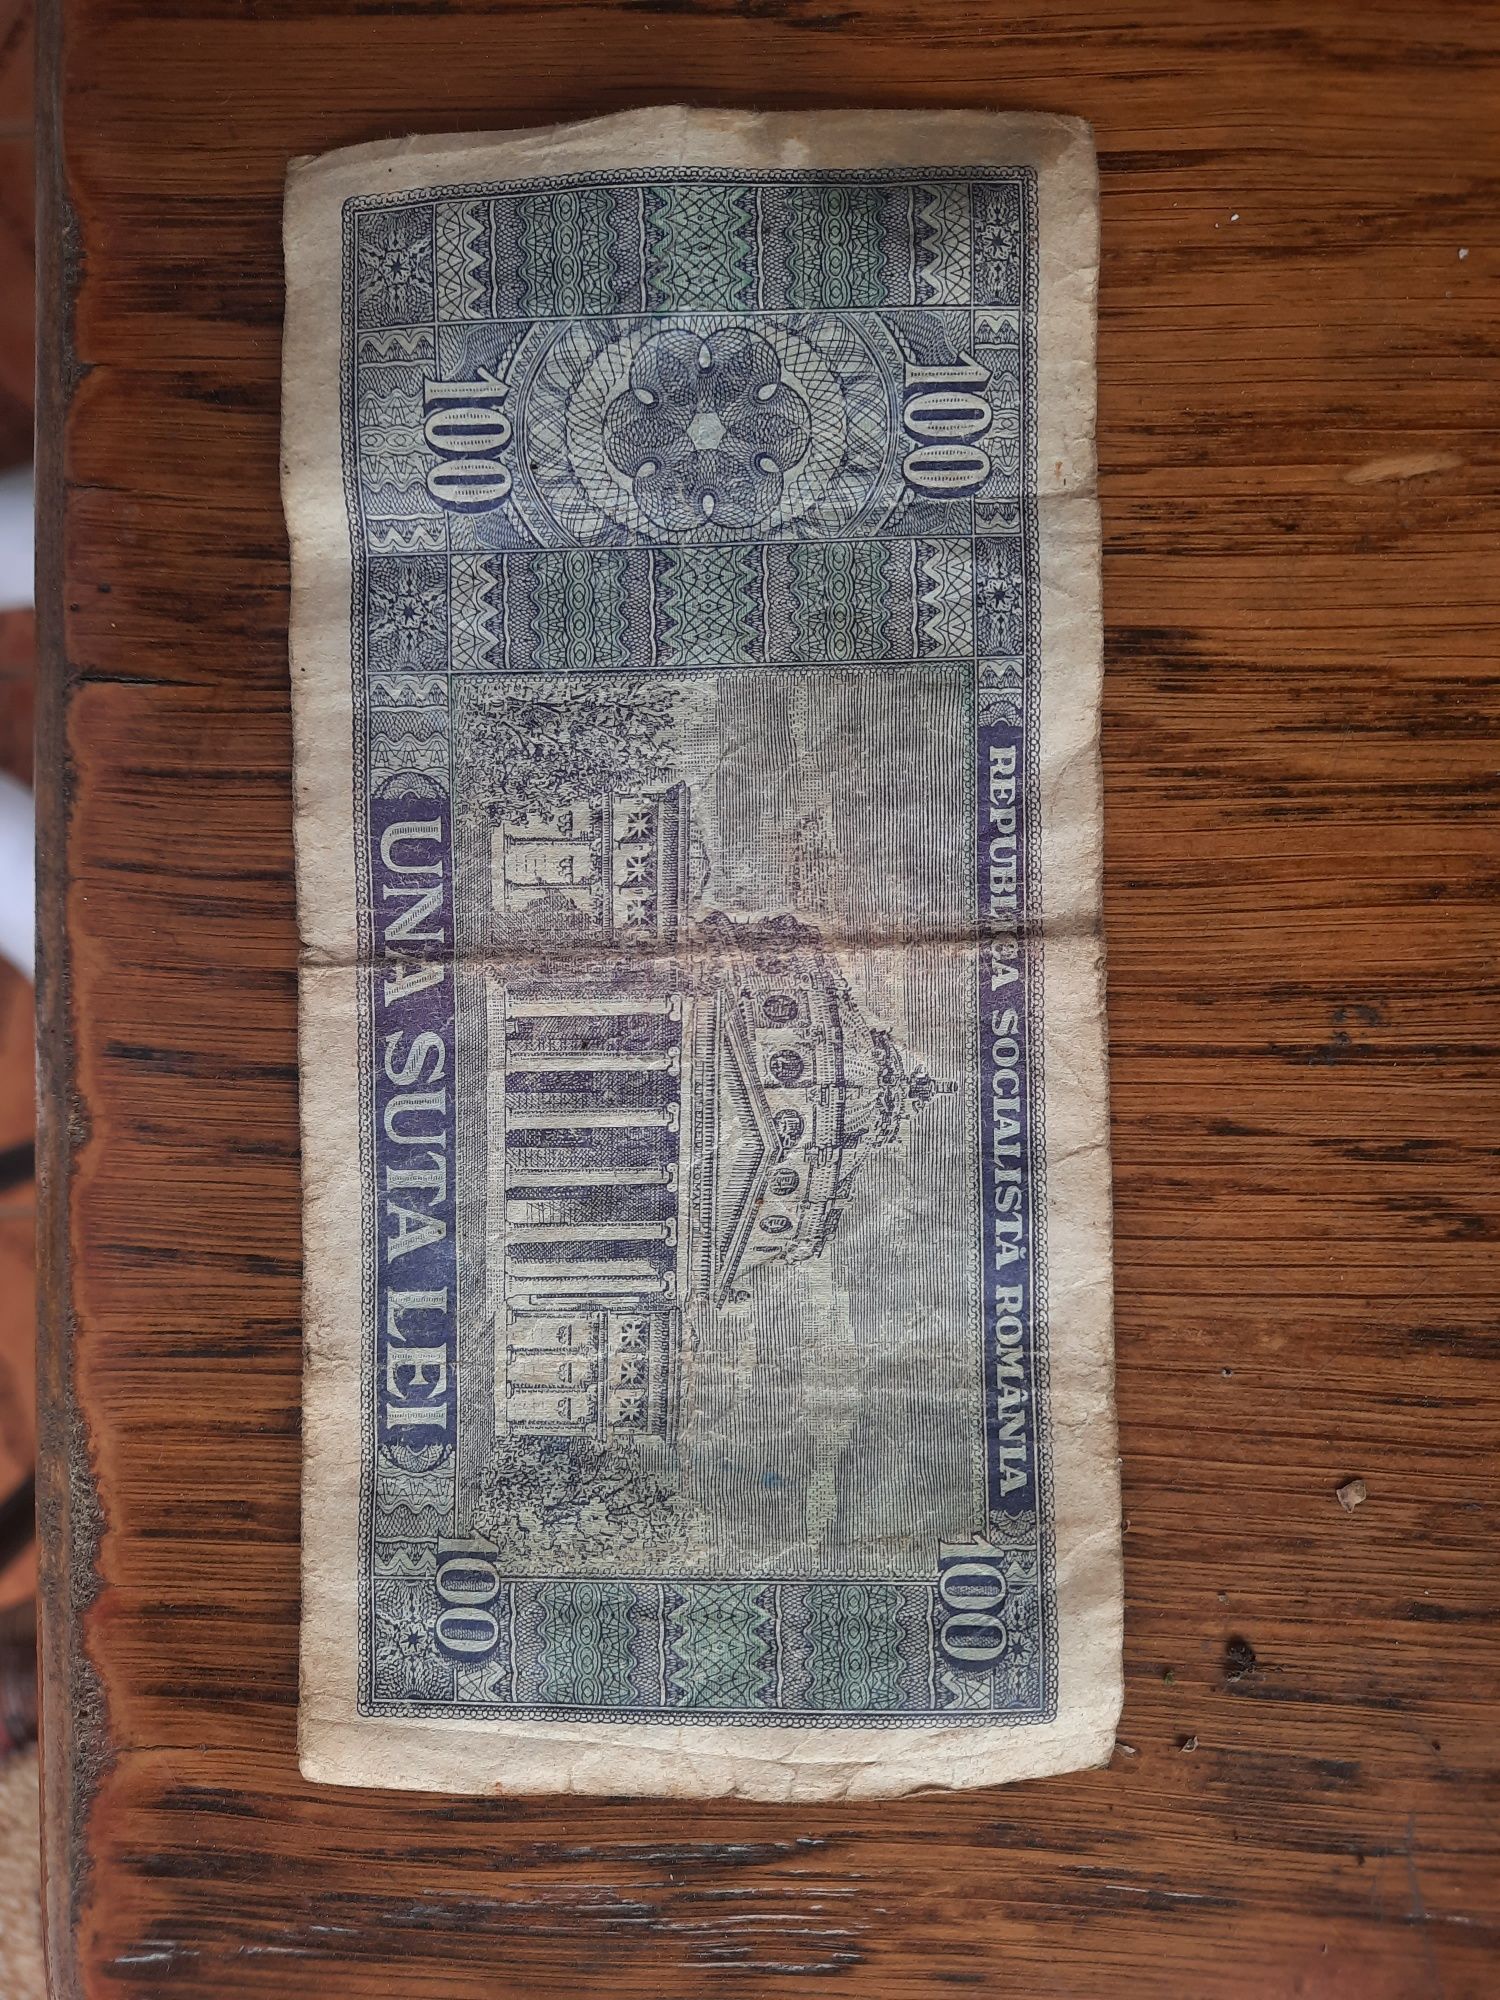 REPUBLICA SOCIALISTĂ ROMÂNIA
100
100
100
100
UNA SUTA LEI